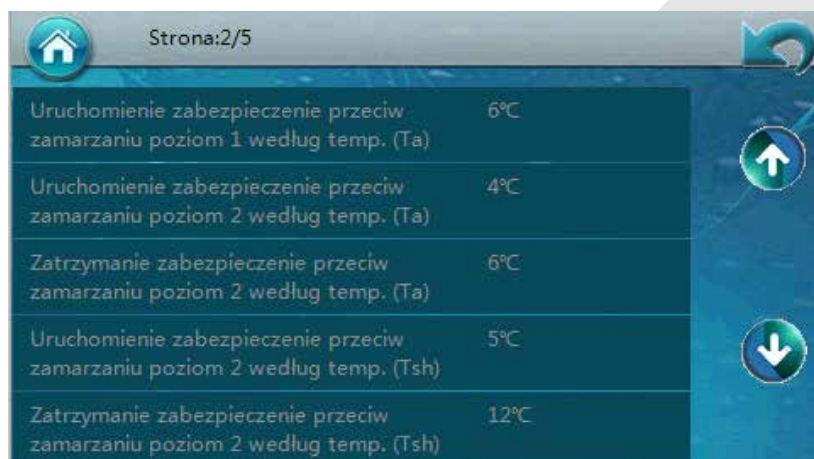 Strona:2/5
Uruchomienie zabezpieczenie przeciw 6℃
zamarzaniu poziom 1 według temp. (Ta)
Uruchomienie zabezpieczenie przeciw 4℃
zamarzaniu poziom 2 według temp. (Ta)
Zatrzymanie zabezpieczenie przeciw 6℃
zamarzaniu poziom 2 według temp. (Ta)
Uruchomienie zabezpieczenie przeciw 5℃
zamarzaniu poziom 2 według temp. (Tsh)
Zatrzymanie zabezpieczenie przeciw 12℃
zamarzaniu poziom 2 według temp. (Tsh)